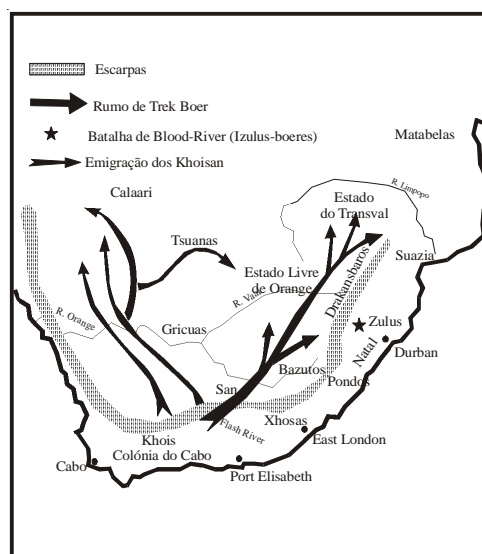 Escarpas
Rumo de Trek Boer
Batalha de Blood-River (Izulus-boeres)
Emigração dos Khoisan
Matabelas
Calaari
R. Limpopo
Estado
do Transval
Tsuanas
Suazia
Estado Livre
de Orange
Drakansbaros
R. Vaal
R. Orange
Gricuas
Zulus
Natal
Durban
Bazutos
Pondos
San
Xhosas
Flash River
East London
Khois
Colónia do Cabo
Cabo
Port Elisabeth